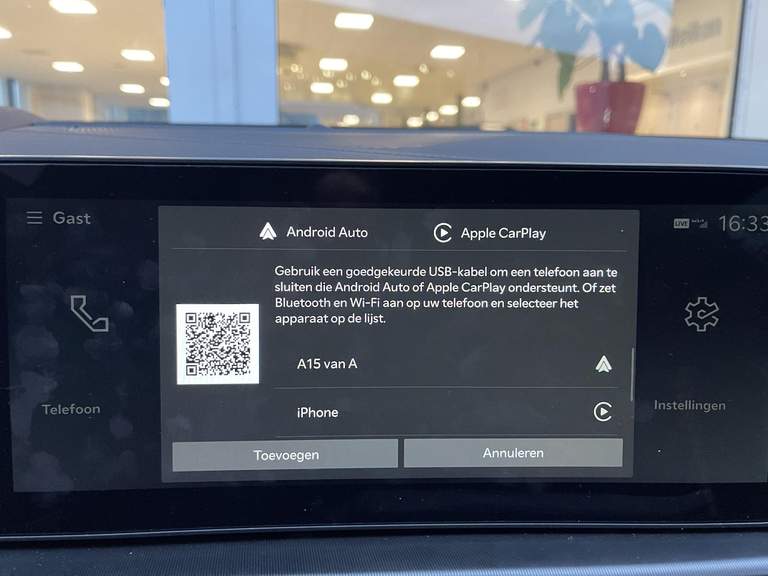 Gast
LIVE
16:33
Android Auto
Apple CarPlay
Gebruik een goedgekeurde USB-kabel om een telefoon aan te
sluiten die Android Auto of Apple CarPlay ondersteunt. Of zet
Bluetooth en Wi-Fi aan op uw telefoon en selecteer het
apparaat op de lijst.
A15 van A
iPhone
Telefoon
Instellingen
Toevoegen
Annuleren